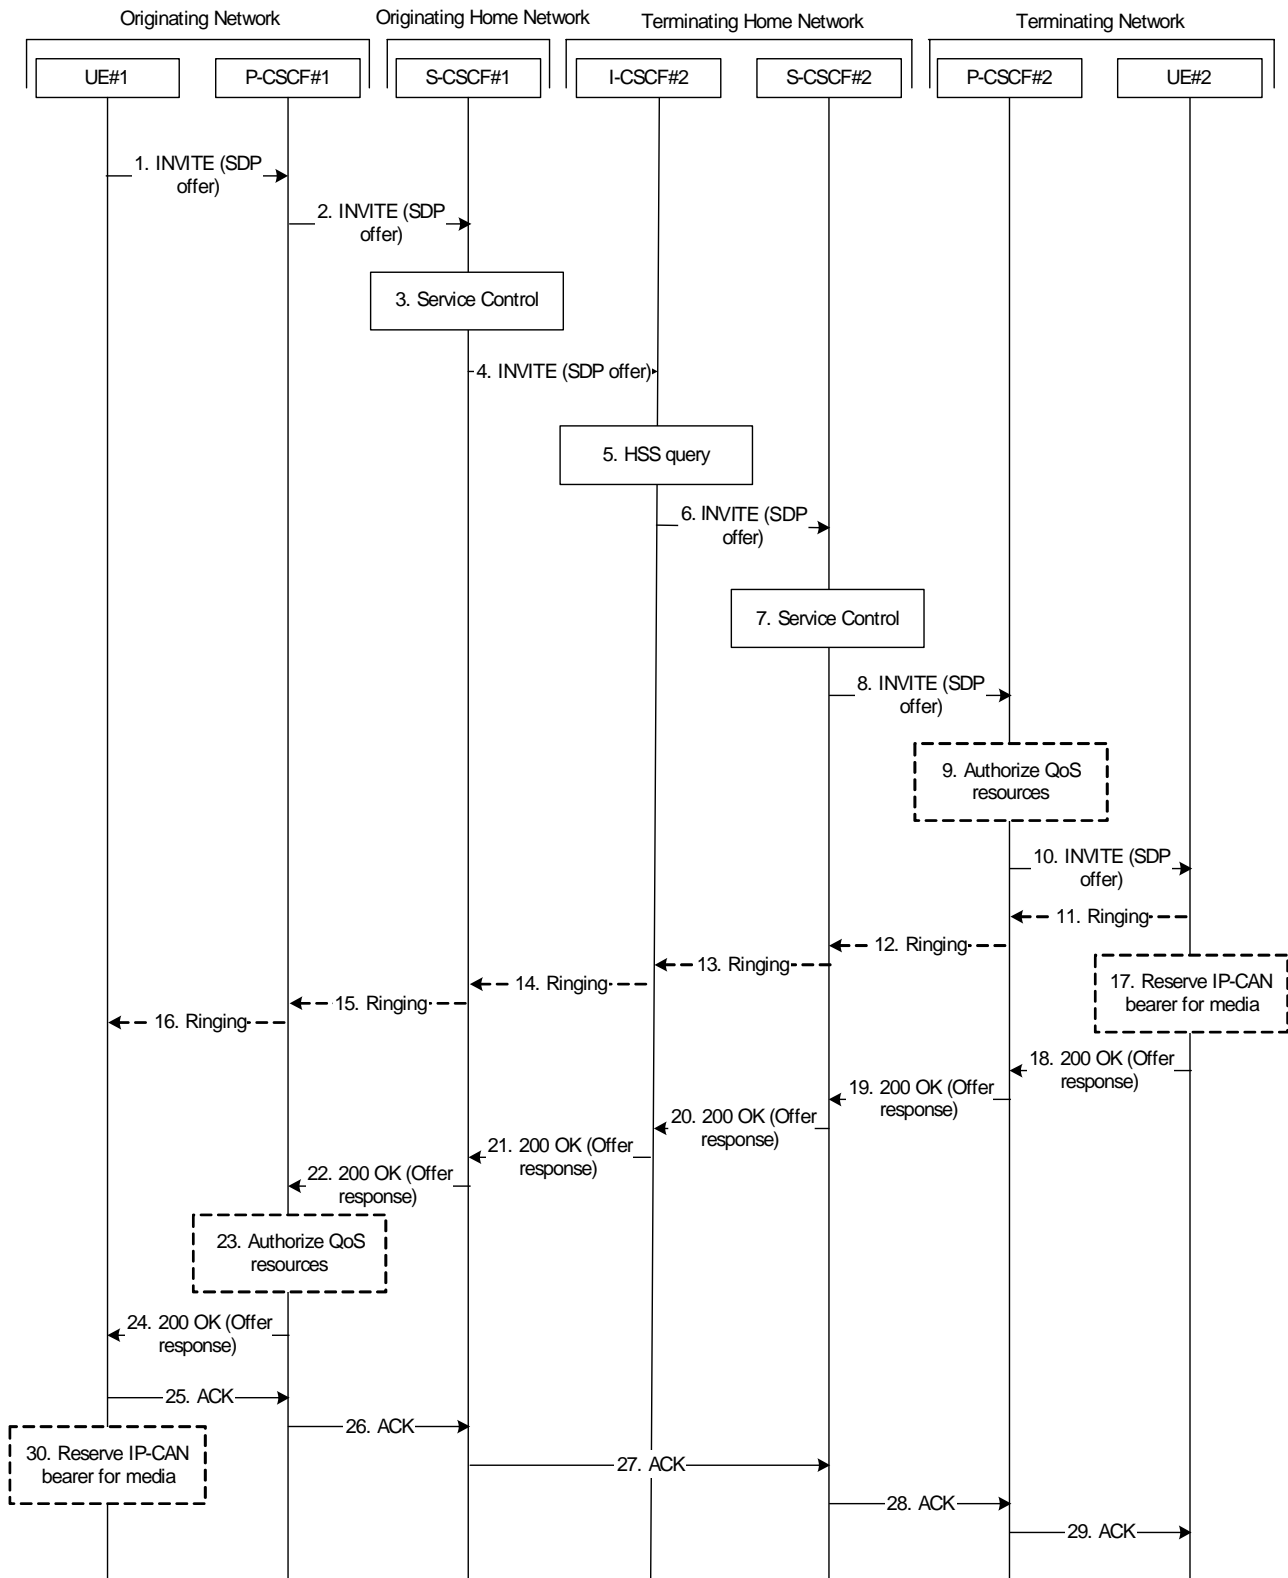 Originating Network
Originating Home Network
Terminating Home Network
Terminating Network
UE#1
P-CSCF#1
S-CSCF#1
I-CSCF#2
S-CSCF#2
P-CSCF#2
UE#2
1. INVITE (SDP
offer)
2. INVITE (SDP
offer)
3. Service Control
4. INVITE (SDP offer)
5. HSS query
6. INVITE (SDP
offer)
7. Service Control
8. INVITE (SDP
offer)
9. Authorize QoS
resources
10. INVITE (SDP
offer)
11. Ringing
12. Ringing
13. Ringing
14. Ringing
15. Ringing
16. Ringing
17. Reserve IP-CAN
bearer for media
18. 200 OK (Offer
response)
19. 200 OK (Offer
response)
20. 200 OK (Offer
response)
21. 200 OK (Offer
response)
22. 200 OK (Offer
response)
23. Authorize QoS
resources
24. 200 OK (Offer
response)
25. ACK
26. ACK
30. Reserve IP-CAN
bearer for media
27. ACK
28. ACK
29. ACK